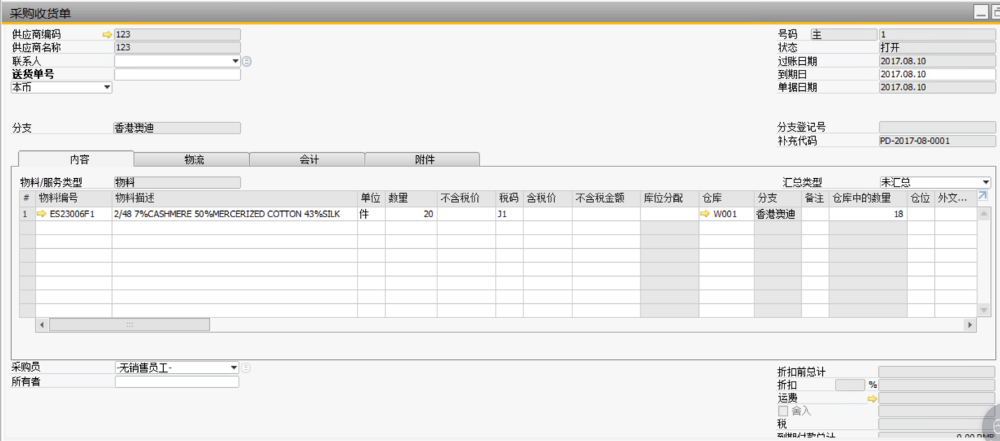 采购收货单
供应商编码 123 号码 主 1
供应商名称 123 状态 打开
联系人 过账日期 2017.08.10
送货单号 到期日 2017.08.10
本币 单据日期 2017.08.10
分支 香港奥迪 分支登记号
补充代码 PD-2017-08-0001
内容 物流 会计 附件
物料/服务类型 物料 汇总类型 未汇总
# 物料编号 物料描述 单位 数量 不含税价 税码 含税价 不含税金额 库位分配 仓库 分支 备注 仓库中的数量 仓位 外文...
1 ES23006F1 2/48 7%CASHMERE 50%MERCERIZED COTTON 43%SILK 件 20 J1 W001 香港奥迪 18
采购员 -无销售员工-
所有者 折扣前总计
折扣 %
运费
舍入
税
到期付款总计 0.00 RMB